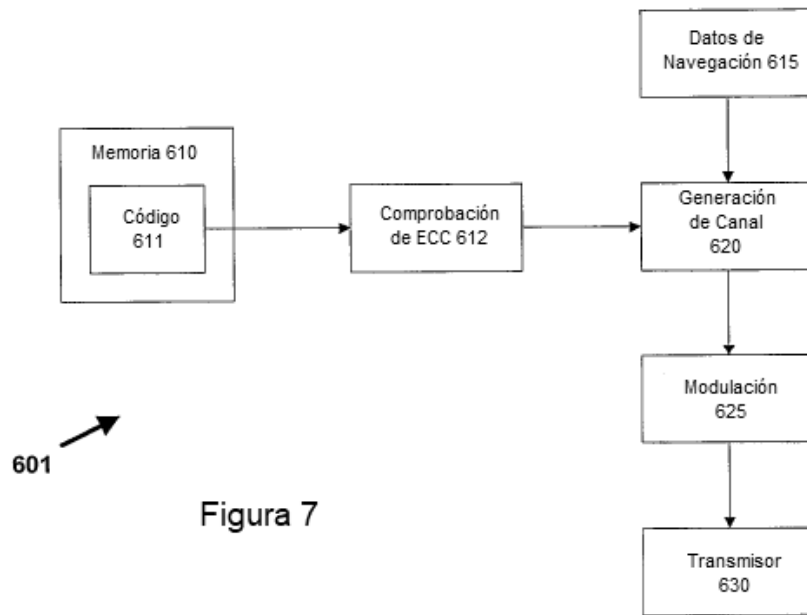 Datos de
Navegación 615
Memoria 610
Código
611
Comprobación
de ECC 612
Generación
de Canal
620
Modulación
625
601
Figura 7
Transmisor
630